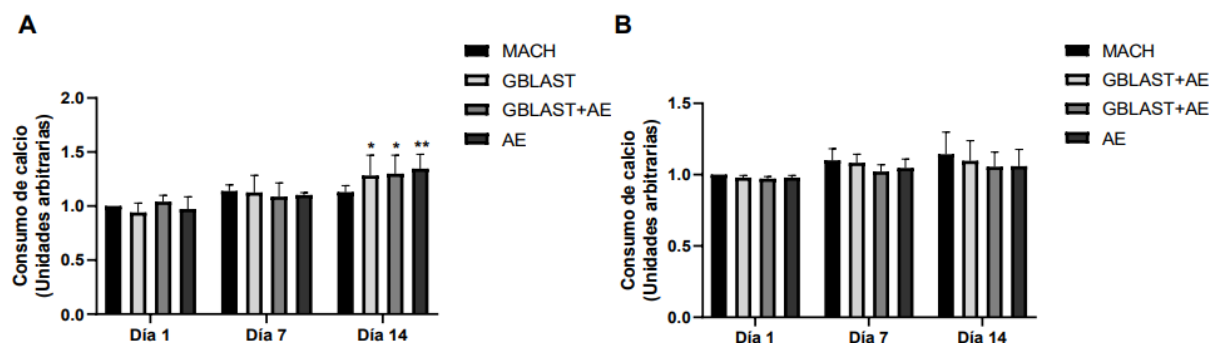 A
MACH
GBLAST
GBLAST+AE
AE
Consumo de calcio
(Unidades arbitrarias)
2.0
1.5
1.0
0.5
0.0
* * **
Día 1 Día 7 Día 14
B
MACH
GBLAST+AE
GBLAST+AE
AE
Consumo de calcio
(Unidades arbitrarias)
1.5
1.0
0.5
0.0
Día 1 Día 7 Día 14